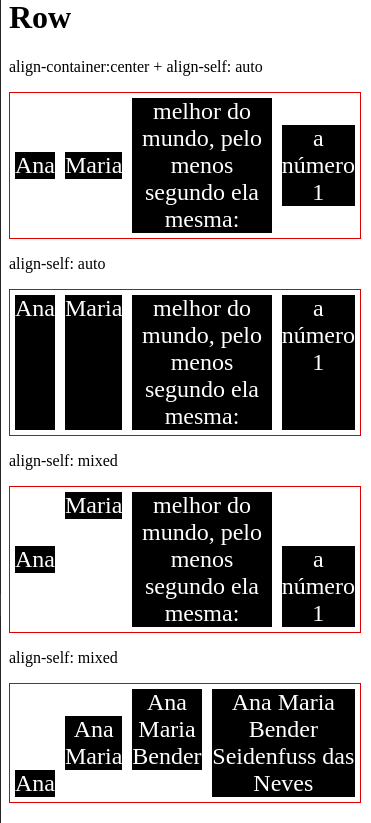 Row
align-container:center + align-self: auto
Ana Maria melhor do mundo, pelo menos segundo ela mesma: a número 1
align-self: auto
Ana Maria melhor do mundo, pelo menos segundo ela mesma: a número 1
align-self: mixed
Ana Maria melhor do mundo, pelo menos segundo ela mesma: a número 1
align-self: mixed
Ana Ana Maria Ana Maria Bender Ana Maria Bender Seidenfuss das Neves